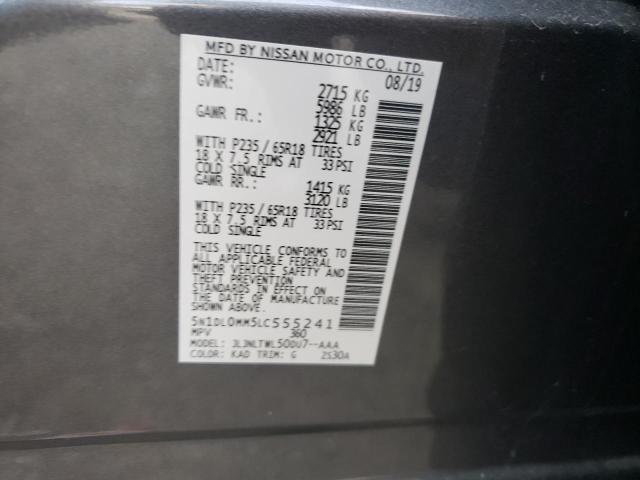 MFD BY NISSAN MOTOR CO., LTD.
DATE: 08/19
GVWR: 2715 KG
5986 LB
GAWR FR.: 1325 KG
2921 LB
WITH P235/65R18 TIRES
18 X 7.5 RIMS AT 33 PSI
COLD SINGLE
GAWR RR.: 1415 KG
3120 LB
WITH P235/65R18 TIRES
18 X 7.5 RIMS AT 33 PSI
COLD SINGLE
THIS VEHICLE CONFORMS TO
ALL APPLICABLE FEDERAL
MOTOR VEHICLE SAFETY AND
THEFT PREVENTION
STANDARDS IN EFFECT ON
THE DATE OF MANUFACTURE
SHOWN ABOVE.
5N1DL0MM5LC555241
MPV 360
MODEL: JLJNLTWL50DU7--AAA
COLOR: KAD TRIM: G 2S30A